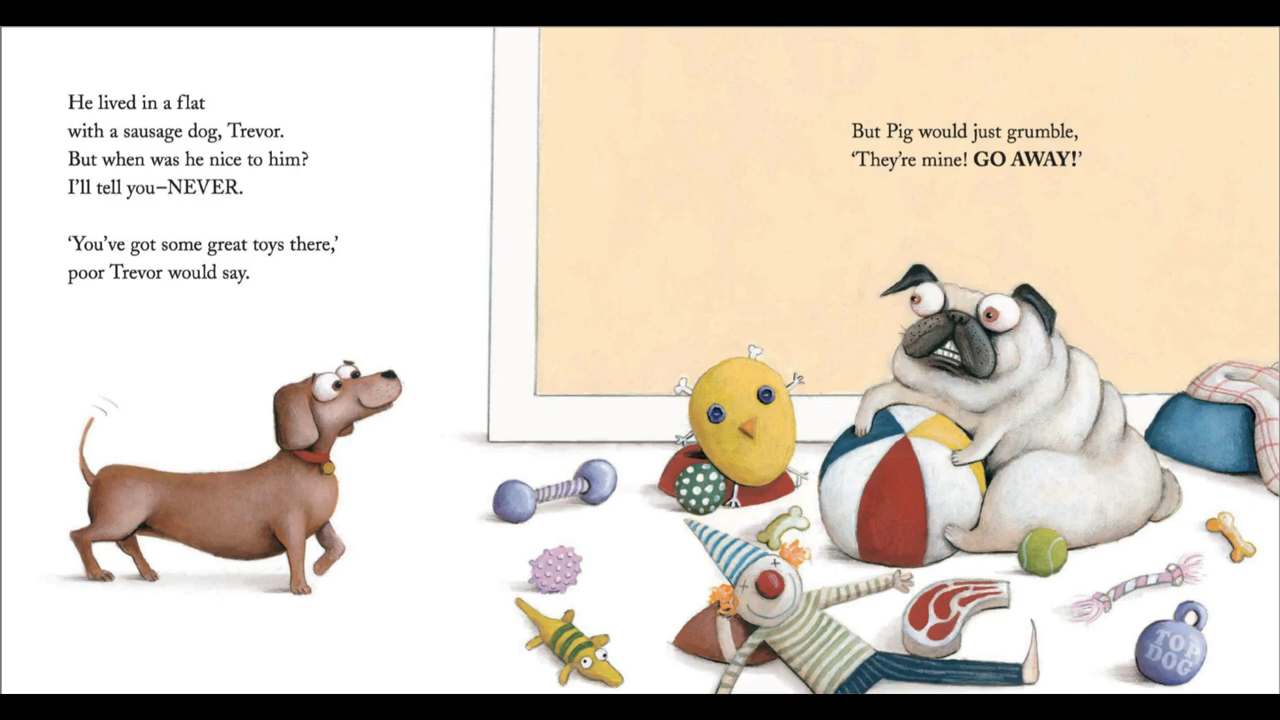 He lived in a flat
with a sausage dog, Trevor.
But when was he nice to him?
I'll tell you–NEVER.
‘You've got some great toys there,’
poor Trevor would say.
But Pig would just grumble,
‘They're mine! GO AWAY!’
TOP
DOG